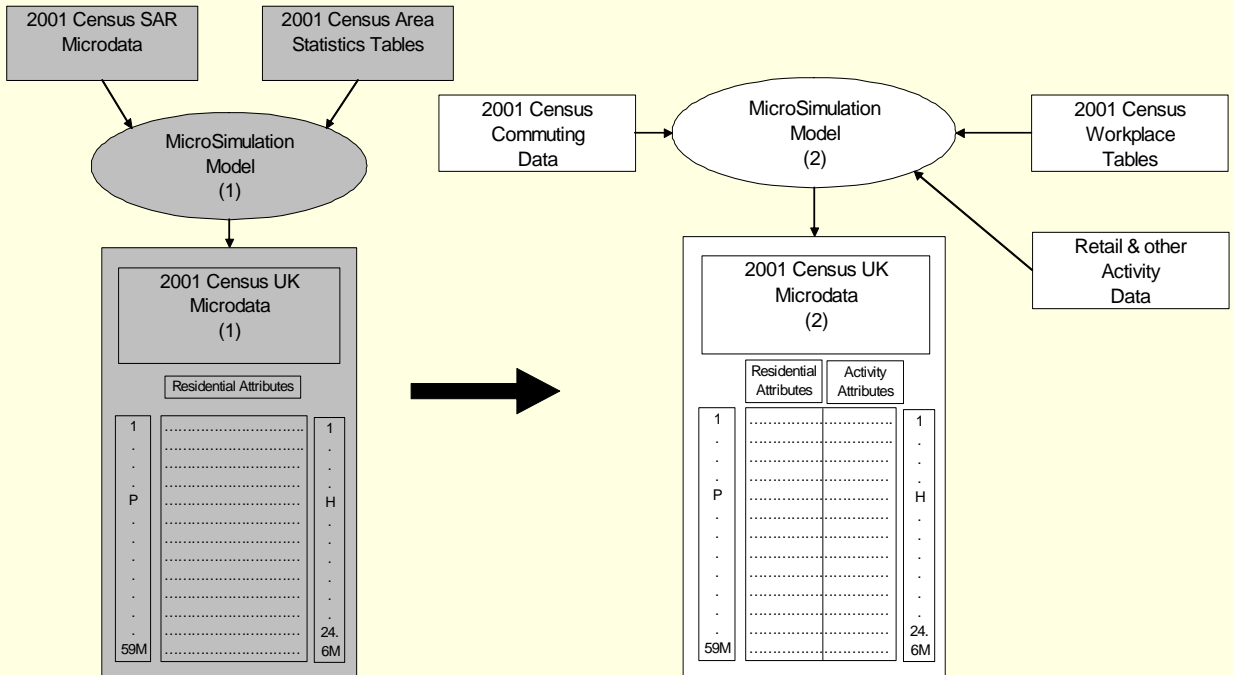 2001 Census SAR
Microdata
2001 Census Area
Statistics Tables
MicroSimulation
Model
(1)
2001 Census UK
Microdata
(1)
Residential Attributes
1
.
.
.
P
.
.
.
.
.
.
.
59M
1
.
.
.
H
.
.
.
.
.
.
.
24.
6M
2001 Census
Commuting
Data
MicroSimulation
Model
(2)
2001 Census
Workplace
Tables
Retail & other
Activity
Data
2001 Census UK
Microdata
(2)
Residential
Attributes
Activity
Attributes
1
.
.
.
P
.
.
.
.
.
.
.
59M
1
.
.
.
H
.
.
.
.
.
.
.
24.
6M